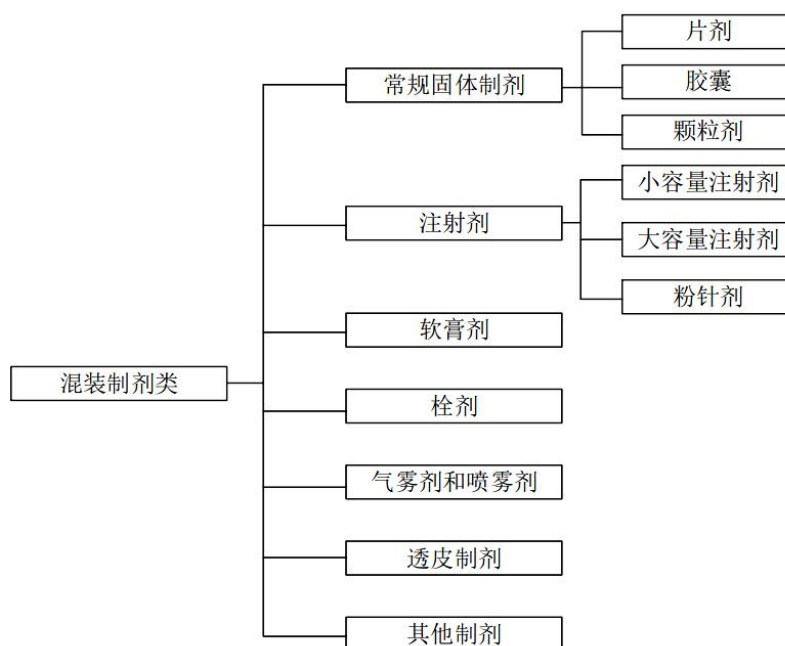 片剂
常规固体制剂
胶囊
颗粒剂
小容量注射剂
注射剂
大容量注射剂
粉针剂
软膏剂
混装制剂类
栓剂
气雾剂和喷雾剂
透皮制剂
其他制剂